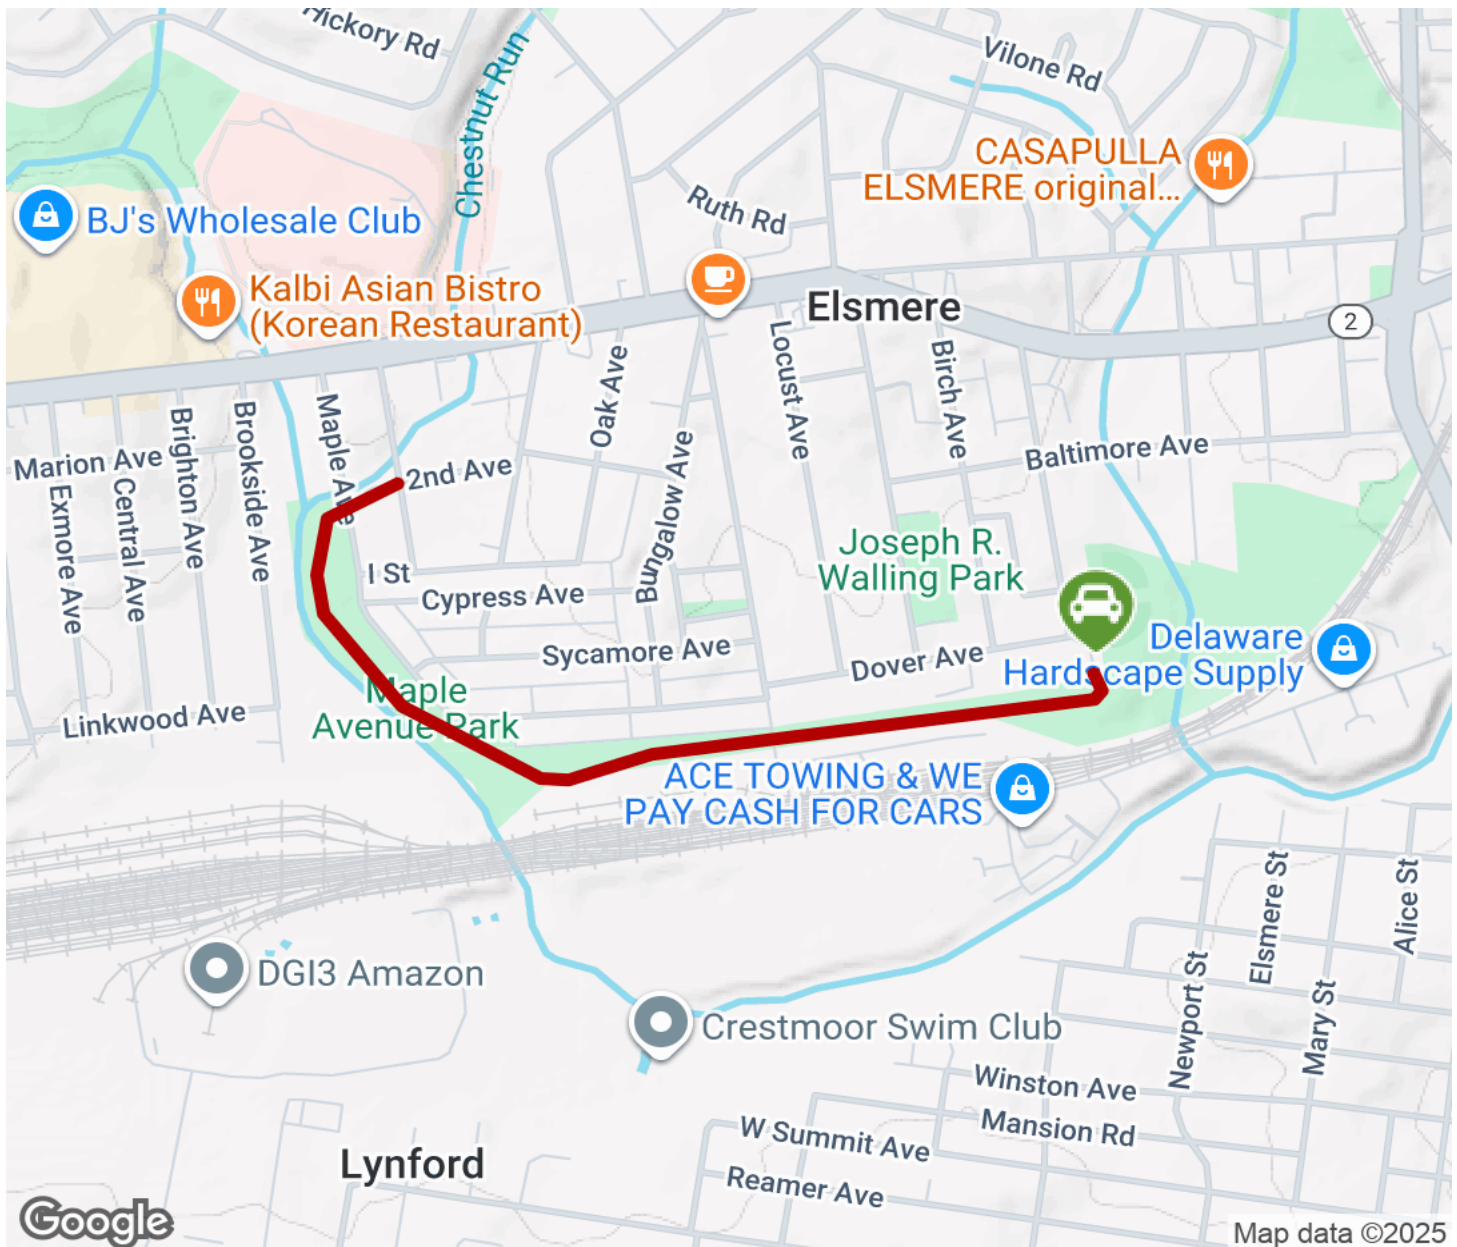 Hickory Rd
Chestnut Run
Vilone Rd
CASAPULLA
ELSMERE original...
BJ's Wholesale Club
Ruth Rd
Kalbi Asian Bistro
(Korean Restaurant)
Elsmere
2
Locust Ave
Birch Ave
Oak Ave
Maple Ave
Brookside Ave
Brighton Ave
Marion Ave
Central Ave
Exmore Ave
2nd Ave
Baltimore Ave
Bungalow Ave
Joseph R.
Walling Park
I St
Cypress Ave
Sycamore Ave
Dover Ave
Delaware
Hardscape Supply
Linkwood Ave
Maple
Avenue Park
ACE TOWING & WE
PAY CASH FOR CARS
DGI3 Amazon
Crestmoor Swim Club
Elsmere St
Alice St
Newport St
Mary St
Winston Ave
Mansion Rd
W Summit Ave
Reamer Ave
Lynford
Google
Map data ©2025